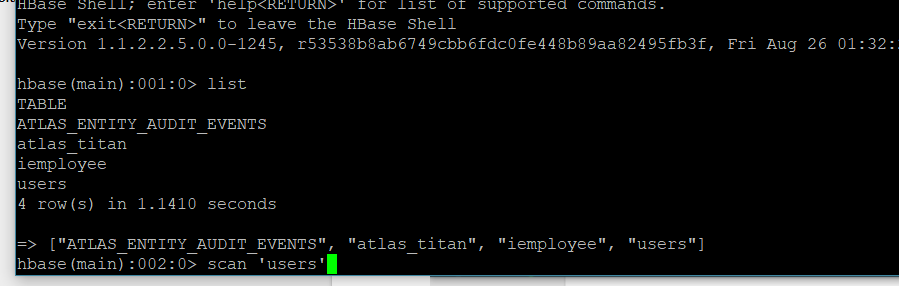 HBase Shell; enter 'help<RETURN>' for list of supported commands.
Type "exit<RETURN>" to leave the HBase Shell
Version 1.1.2.2.5.0.0-1245, r53538b8ab6749cbb6fdc0fe448b89aa82495fb3f, Fri Aug 26 01:32:
hbase(main):001:0> list
TABLE
ATLAS_ENTITY_AUDIT_EVENTS
atlas_titan
iemployee
users
4 row(s) in 1.1410 seconds
=> ["ATLAS_ENTITY_AUDIT_EVENTS", "atlas_titan", "iemployee", "users"]
hbase(main):002:0> scan 'users'